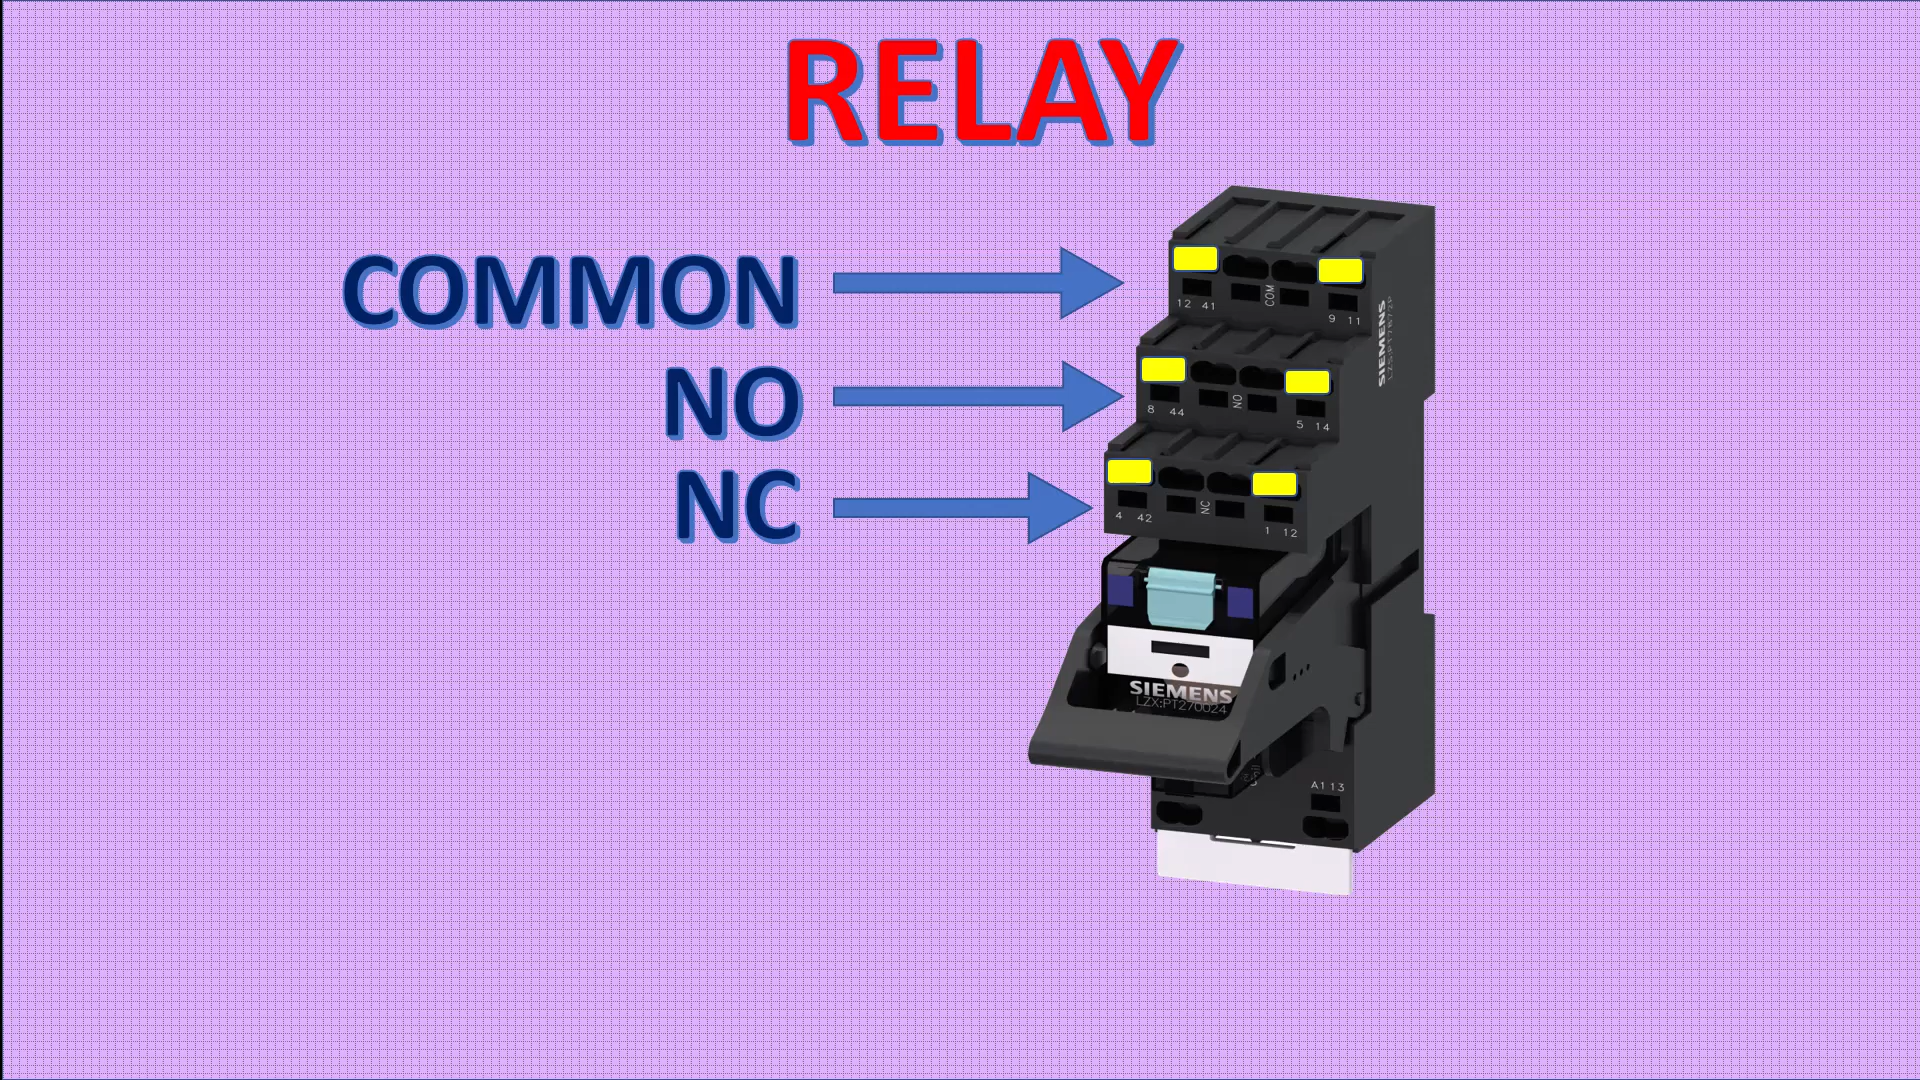 RELAY
COMMON
NO
NC
12 41
COM
9 11
SIEMENS
8 44
NO
5 14
4 42
NC
1 12
SIEMENS
LZX:PT270024
A1 13